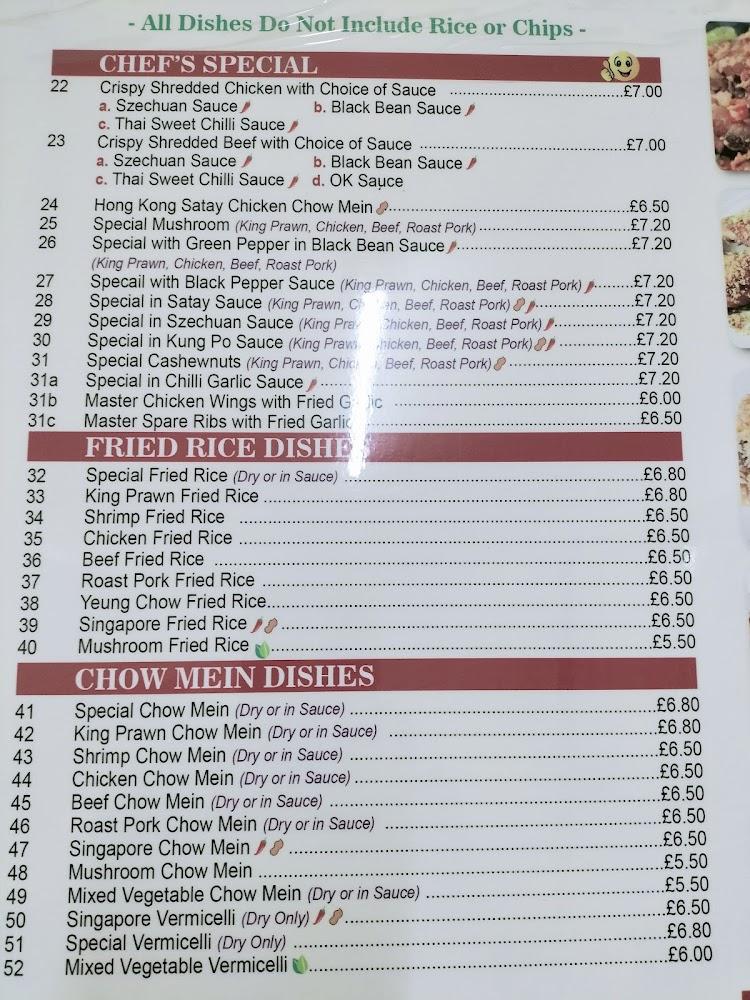 - All Dishes Do Not Include Rice or Chips -
CHEF'S SPECIAL
22 Crispy Shredded Chicken with Choice of Sauce ........................................£7.00
a. Szechuan Sauce b. Black Bean Sauce
c. Thai Sweet Chilli Sauce
23 Crispy Shredded Beef with Choice of Sauce ........................................£7.00
a. Szechuan Sauce b. Black Bean Sauce
c. Thai Sweet Chilli Sauce d. OK Sauce
24 Hong Kong Satay Chicken Chow Mein ........................................£6.50
25 Special Mushroom (King Prawn, Chicken, Beef, Roast Pork) ........................................£7.20
26 Special with Green Pepper in Black Bean Sauce ........................................£7.20
(King Prawn, Chicken, Beef, Roast Pork)
27 Specail with Black Pepper Sauce (King Prawn, Chicken, Beef, Roast Pork) ..........£7.20
28 Special in Satay Sauce (King Prawn, Chicken, Beef, Roast Pork) ....................£7.20
29 Special in Szechuan Sauce (King Prawn, Chicken, Beef, Roast Pork) ....................£7.20
30 Special in Kung Po Sauce (King Prawn, Chicken, Beef, Roast Pork) ....................£7.20
31 Special Cashewnuts (King Prawn, Chicken, Beef, Roast Pork) ....................£7.20
31a Special in Chilli Garlic Sauce ........................................£7.20
31b Master Chicken Wings with Fried Garlic ........................................£6.00
31c Master Spare Ribs with Fried Garlic ........................................£6.50
FRIED RICE DISHES
32 Special Fried Rice (Dry or in Sauce) ........................................£6.80
33 King Prawn Fried Rice ........................................£6.80
34 Shrimp Fried Rice ........................................£6.50
35 Chicken Fried Rice ........................................£6.50
36 Beef Fried Rice ........................................£6.50
37 Roast Pork Fried Rice ........................................£6.50
38 Yeung Chow Fried Rice ........................................£6.50
39 Singapore Fried Rice ........................................£6.50
40 Mushroom Fried Rice ........................................£5.50
CHOW MEIN DISHES
41 Special Chow Mein (Dry or in Sauce) ........................................£6.80
42 King Prawn Chow Mein (Dry or in Sauce) ........................................£6.80
43 Shrimp Chow Mein (Dry or in Sauce) ........................................£6.50
44 Chicken Chow Mein (Dry or in Sauce) ........................................£6.50
45 Beef Chow Mein (Dry or in Sauce) ........................................£6.50
46 Roast Pork Chow Mein (Dry or in Sauce) ........................................£6.50
47 Singapore Chow Mein ........................................£6.50
48 Mushroom Chow Mein ........................................£5.50
49 Mixed Vegetable Chow Mein (Dry or in Sauce) ........................................£5.50
50 Singapore Vermicelli (Dry Only) ........................................£6.50
51 Special Vermicelli (Dry Only) ........................................£6.80
52 Mixed Vegetable Vermicelli ........................................£6.00